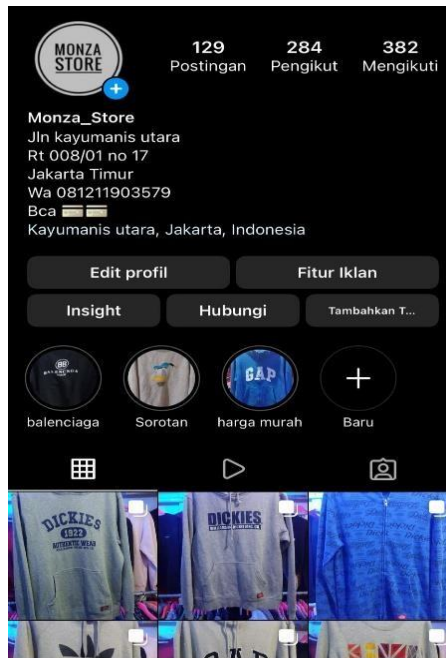 MONZA
STORE
129
284
382
Postingan
Pengikut
Mengikuti
Monza_Store
Jln kayumanis utara
Rt 008/01 no 17
Jakarta Timur
Wa 081211903579
Bca
Kayumanis utara, Jakarta, Indonesia
Edit profil
Fitur Iklan
Insight
Hubungi
Tambahkan T...
GAP
balenciaga
Sorotan
harga murah
Baru
DICKIES
1922
AUTHENTIC WEAR
DICKIES